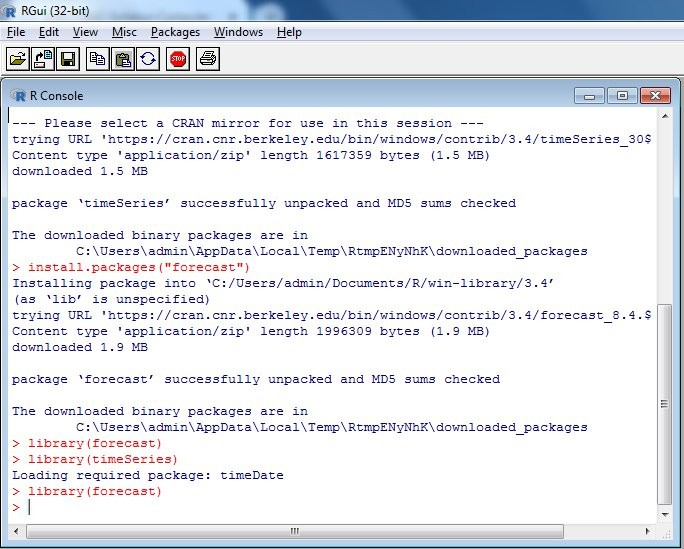 RGui (32-bit)
File Edit View Misc Packages Windows Help
STOP
R Console
--- Please select a CRAN mirror for use in this session ---
trying URL 'https://cran.cnr.berkeley.edu/bin/windows/contrib/3.4/timeSeries_30$
Content type 'application/zip' length 1617359 bytes (1.5 MB)
downloaded 1.5 MB
package ‘timeSeries’ successfully unpacked and MD5 sums checked
The downloaded binary packages are in
C:\Users\admin\AppData\Local\Temp\RtmpENyNhK\downloaded_packages
> install.packages("forecast")
Installing package into ‘C:/Users/admin/Documents/R/win-library/3.4’
(as ‘lib’ is unspecified)
trying URL 'https://cran.cnr.berkeley.edu/bin/windows/contrib/3.4/forecast_8.4.$
Content type 'application/zip' length 1996309 bytes (1.9 MB)
downloaded 1.9 MB
package ‘forecast’ successfully unpacked and MD5 sums checked
The downloaded binary packages are in
C:\Users\admin\AppData\Local\Temp\RtmpENyNhK\downloaded_packages
> library(forecast)
> library(timeSeries)
Loading required package: timeDate
> library(forecast)
>